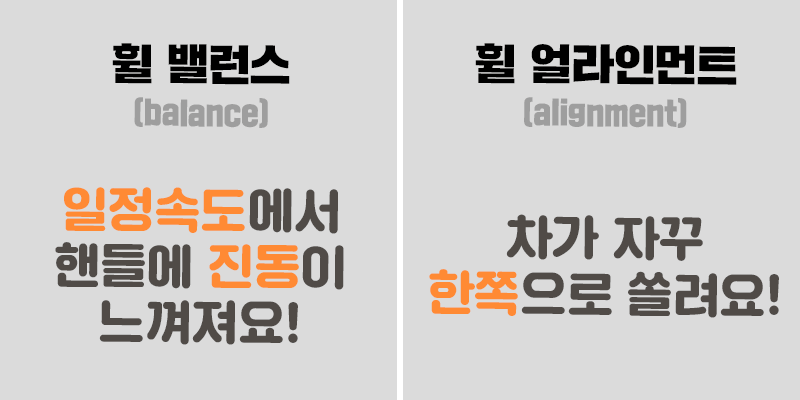 휠 밸런스
(balance)
일정속도에서
핸들에 진동이
느껴져요!
휠 얼라인먼트
(alignment)
차가 자꾸
한쪽으로 쏠려요!